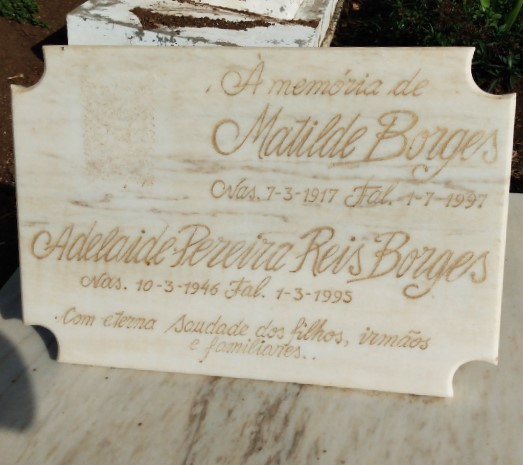 À memória de
Matilde Borges
Nas. 7-3-1917 Fal. 1-7-1997
Adelaide Pereira Reis Borges
Nas. 10-3-1946 Fal. 1-3-1995
Com eterna saudade dos filhos, irmãos
e familiares.